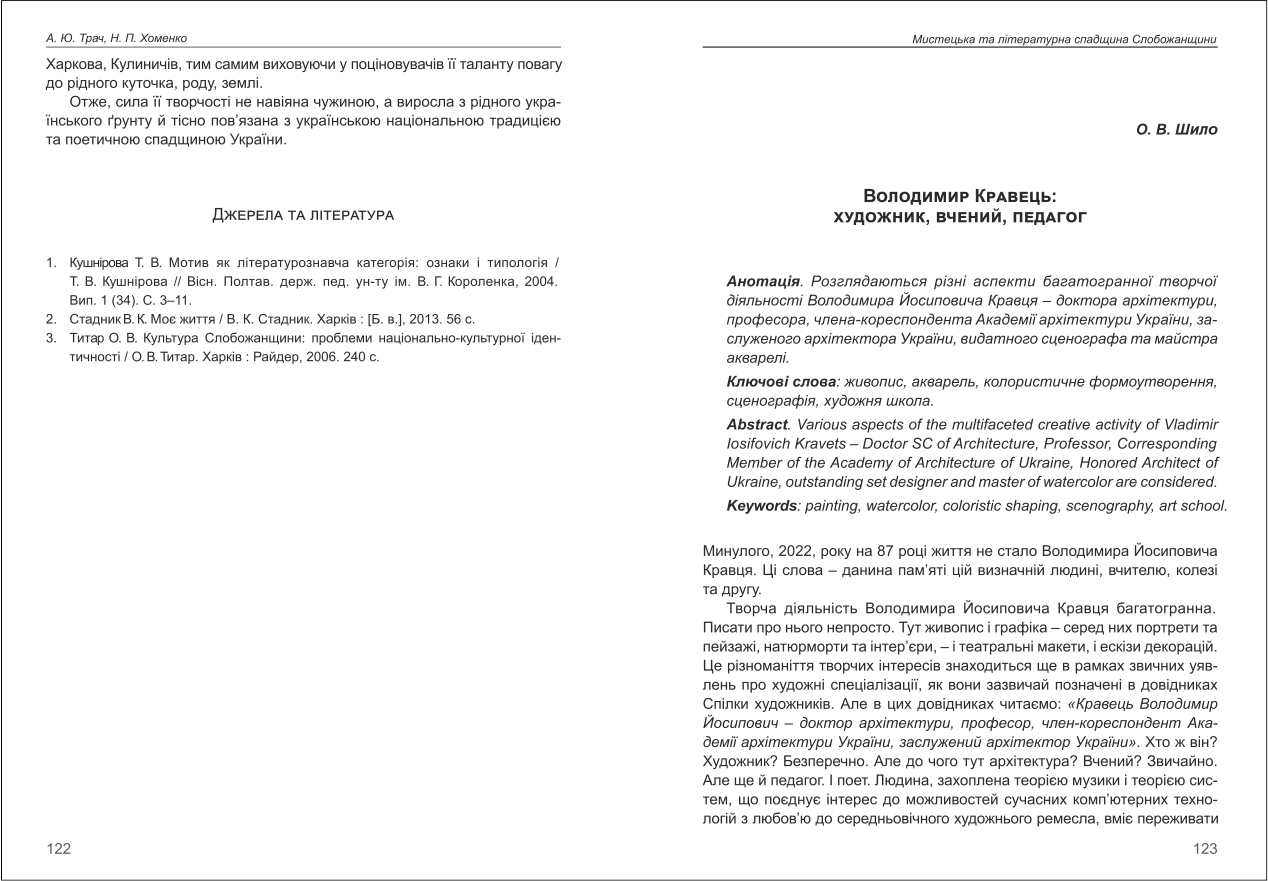 А. Ю. Трач, Н. П. Хоменко
Харкова, Кулиничів, тим самим виховуючи у поціновувачів її таланту повагу
до рідного куточка, роду, землі.
Отже, сила її творчості не навіяна чужиною, а виросла з рідного укра-
їнського ґрунту й тісно пов’язана з українською національною традицією
та поетичною спадщиною України.
Джерела та література
1. Кушнірова Т. В. Мотив як літературознавча категорія: ознаки і типологія /
Т. В. Кушнірова // Вісн. Полтав. держ. пед. ун-ту ім. В. Г. Короленка, 2004.
Вип. 1 (34). С. 3–11.
2. Стадник В. К. Моє життя / В. К. Стадник. Харків : [Б. в.], 2013. 56 с.
3. Титар О. В. Культура Слобожанщини: проблеми національно-культурної іден-
тичності / О. В. Титар. Харків : Райдер, 2006. 240 с.
122
Мистецька та літературна спадщина Слобожанщини
О. В. Шило
Володимир Кравець:
художник, вчений, педагог
Анотація. Розглядаються різні аспекти багатогранної творчої
діяльності Володимира Йосиповича Кравця – доктора архітектури,
професора, члена-кореспондента Академії архітектури України, за-
служеного архітектора України, видатного сценографа та майстра
акварелі.
Ключові слова: живопис, акварель, колористичне формоутворення,
сценографія, художня школа.
Abstract. Various aspects of the multifaceted creative activity of Vladimir
Iosifovich Kravets – Doctor SC of Architecture, Professor, Corresponding
Member of the Academy of Architecture of Ukraine, Honored Architect of
Ukraine, outstanding set designer and master of watercolor are considered.
Keywords: painting, watercolor, coloristic shaping, scenography, art school.
Минулого, 2022, року на 87 році життя не стало Володимира Йосиповича
Кравця. Ці слова – данина пам’яті цій визначній людині, вчителю, колезі
та другу.
Творча діяльність Володимира Йосиповича Кравця багатогранна.
Писати про нього непросто. Тут живопис і графіка – серед них портрети та
пейзажі, натюрморти та інтер’єри, – і театральні макети, і ескізи декорацій.
Це різноманіття творчих інтересів знаходиться ще в рамках звичних уяв-
лень про художні спеціалізації, як вони зазвичай позначені в довідниках
Спілки художників. Але в цих довідниках читаємо: «Кравець Володимир
Йосипович – доктор архітектури, професор, член-кореспондент Ака-
демії архітектури України, заслужений архітектор України». Хто ж він?
Художник? Безперечно. Але до чого тут архітектура? Вчений? Звичайно.
Але ще й педагог. І поет. Людина, захоплена теорією музики і теорією сис-
тем, що поєднує інтерес до можливостей сучасних комп’ютерних техно-
логій з любов’ю до середньовічного художнього ремесла, вміє переживати
123